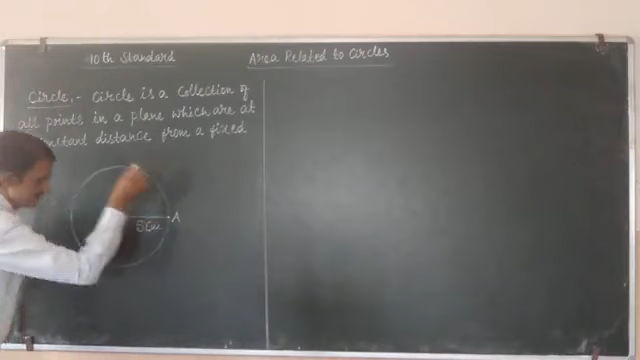 10th Standard
Area Related to Circles
Circle.- Circle is a Collection of
all points in a plane which are at
distance from a fixed
5cm
A